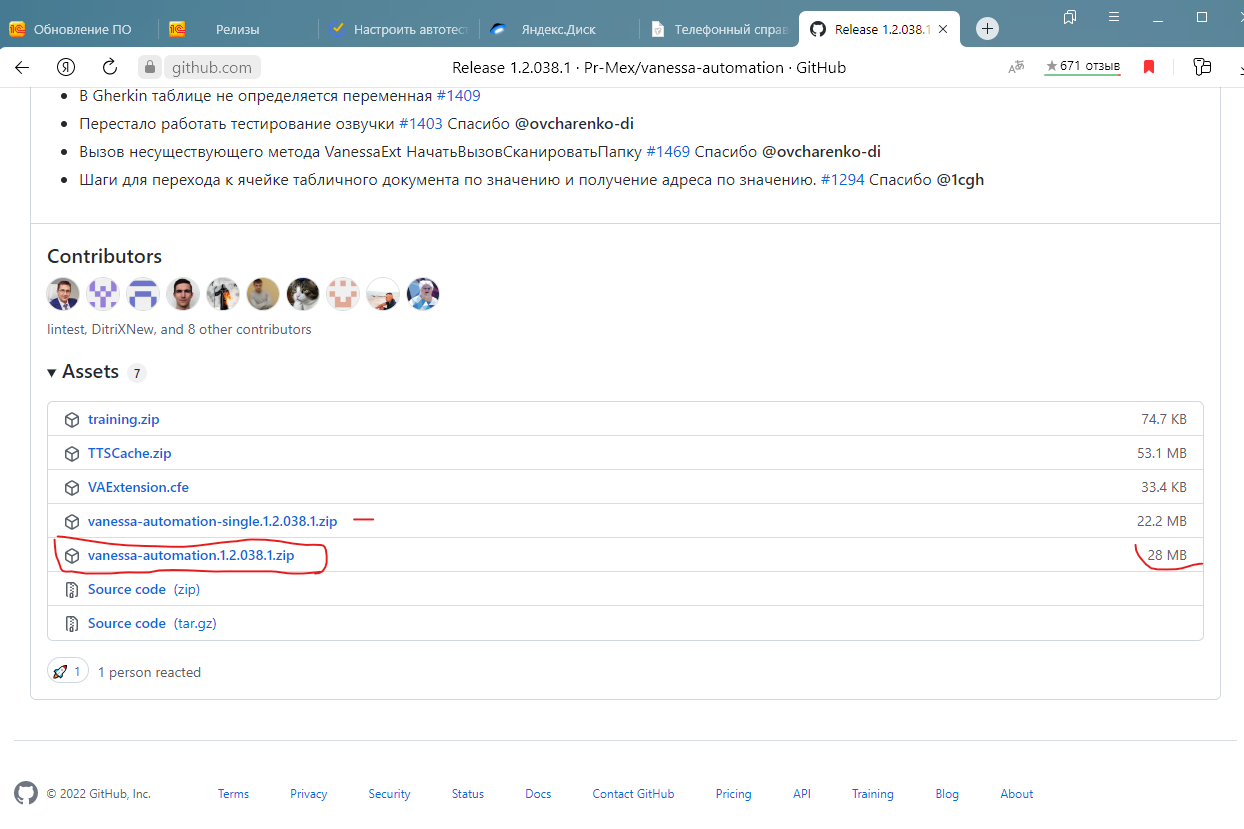 Обновление ПО Релизы Настроить автотест Яндекс.Диск Телефонный справ Release 1.2.038.1
Я github.com Release 1.2.038.1 · Pr-Mex/vanessa-automation · GitHub 671 отзыв
В Gherkin таблице не определяется переменная #1409
Перестало работать тестирование озвучки #1403 Спасибо @ovcharenko-di
Вызов несуществующего метода VanessaExt НачатьВызовСканироватьПапку #1469 Спасибо @ovcharenko-di
Шаги для перехода к ячейке табличного документа по значению и получение адреса по значению. #1294 Спасибо @1cgh
Contributors
lintest, DitriXNew, and 8 other contributors
Assets 7
training.zip 74.7 KB
TTSCache.zip 53.1 MB
VAExtension.cfe 33.4 KB
vanessa-automation-single.1.2.038.1.zip 22.2 MB
vanessa-automation.1.2.038.1.zip 28 MB
Source code (zip)
Source code (tar.gz)
1 1 person reacted
© 2022 GitHub, Inc. Terms Privacy Security Status Docs Contact GitHub Pricing API Training Blog About